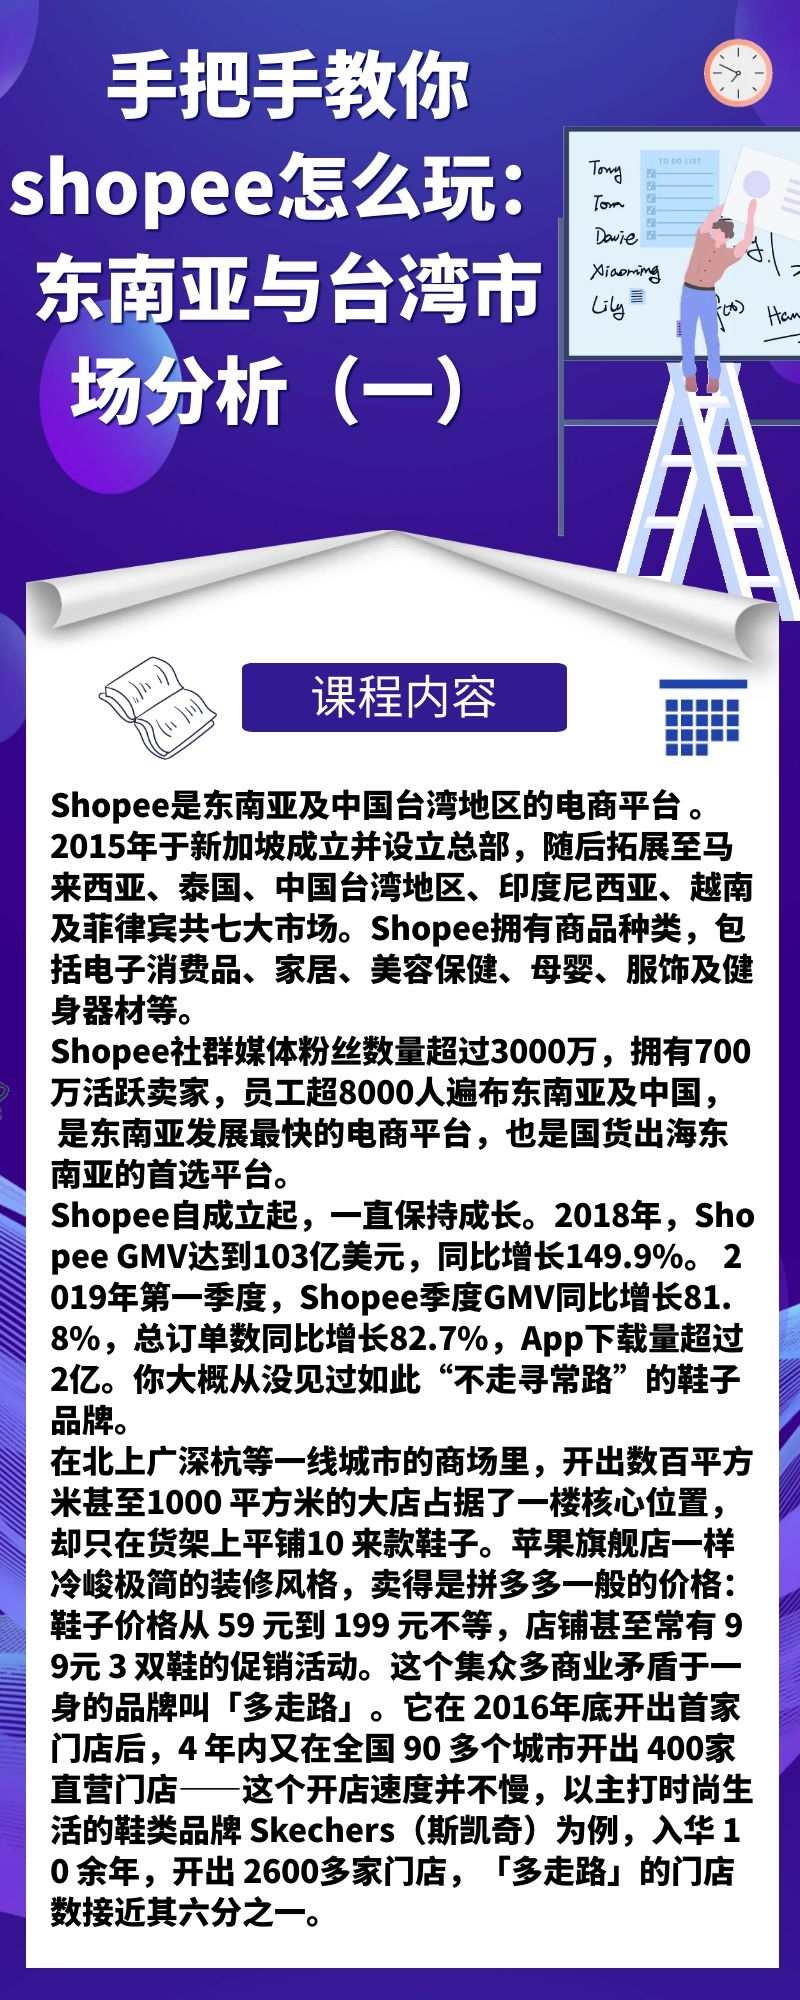 手把手教你
shopee怎么玩：
东南亚与台湾市
场分析（一）
TO DO LIST
Tony
Tom
Davie
Xiaoming
Lily
Han
课程内容
Shopee是东南亚及中国台湾地区的电商平台 。
2015年于新加坡成立并设立总部，随后拓展至马
来西亚、泰国、中国台湾地区、印度尼西亚、越南
及菲律宾共七大市场。Shopee拥有商品种类，包
括电子消费品、家居、美容保健、母婴、服饰及健
身器材等。
Shopee社群媒体粉丝数量超过3000万，拥有700
万活跃卖家，员工超8000人遍布东南亚及中国，
是东南亚发展最快的电商平台，也是国货出海东
南亚的首选平台。
Shopee自成立起，一直保持成长。2018年，Sho
pee GMV达到103亿美元，同比增长149.9%。 2
019年第一季度，Shopee季度GMV同比增长81.
8%，总订单数同比增长82.7%，App下载量超过
2亿。你大概从没见过如此“不走寻常路”的鞋子
品牌。
在北上广深杭等一线城市的商场里，开出数百平方
米甚至1000 平方米的大店占据了一楼核心位置，
却只在货架上平铺10 来款鞋子。苹果旗舰店一样
冷峻极简的装修风格，卖得是拼多多一般的价格：
鞋子价格从 59 元到 199 元不等，店铺甚至常有 9
9元 3 双鞋的促销活动。这个集众多商业矛盾于一
身的品牌叫「多走路」。它在 2016年底开出首家
门店后，4 年内又在全国 90 多个城市开出 400家
直营门店——这个开店速度并不慢，以主打时尚生
活的鞋类品牌 Skechers（斯凯奇）为例，入华 1
0 余年，开出 2600多家门店，「多走路」的门店
数接近其六分之一。